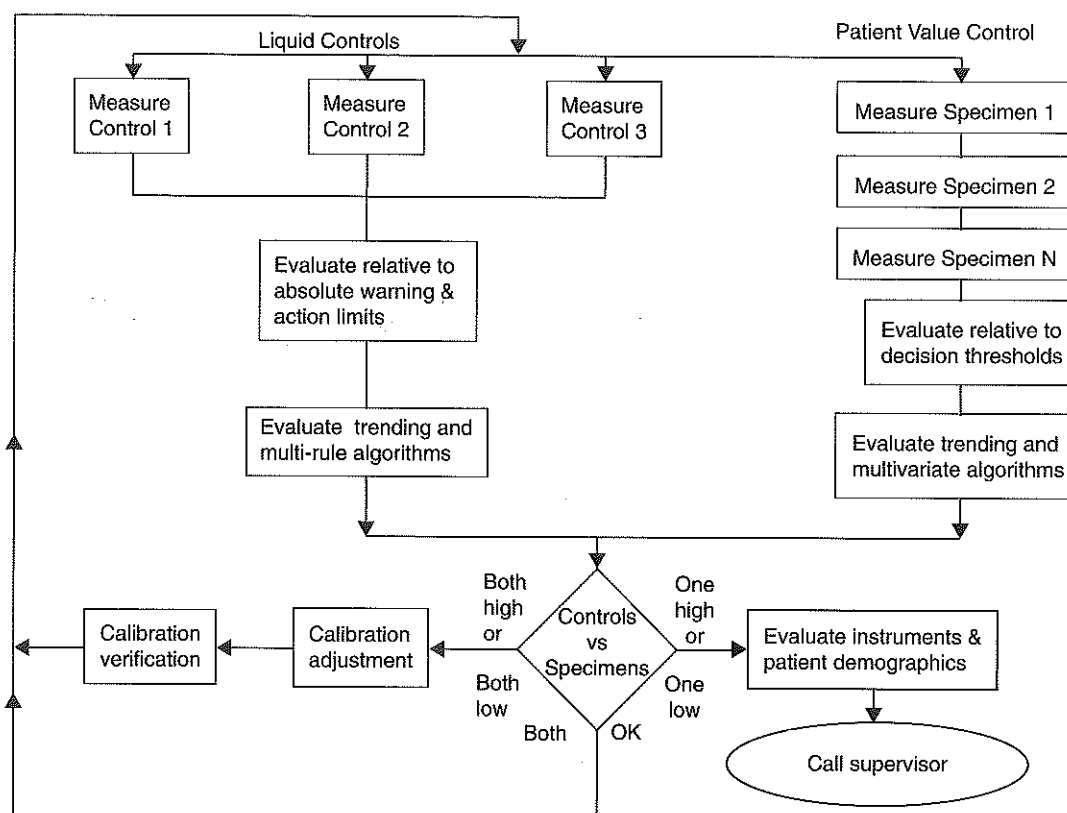 Liquid Controls
Patient Value Control
Measure
Control 1
Measure
Control 2
Measure
Control 3
Measure Specimen 1
Measure Specimen 2
Measure Specimen N
Evaluate relative to
absolute warning &
action limits
Evaluate relative to
decision thresholds
Evaluate trending and
multi-rule algorithms
Evaluate trending and
multivariate algorithms
Both
high
or
Both
low
Controls
vs
Specimens
One
high
or
One
low
Both OK
Calibration
verification
Calibration
adjustment
Evaluate instruments &
patient demographics
Call supervisor